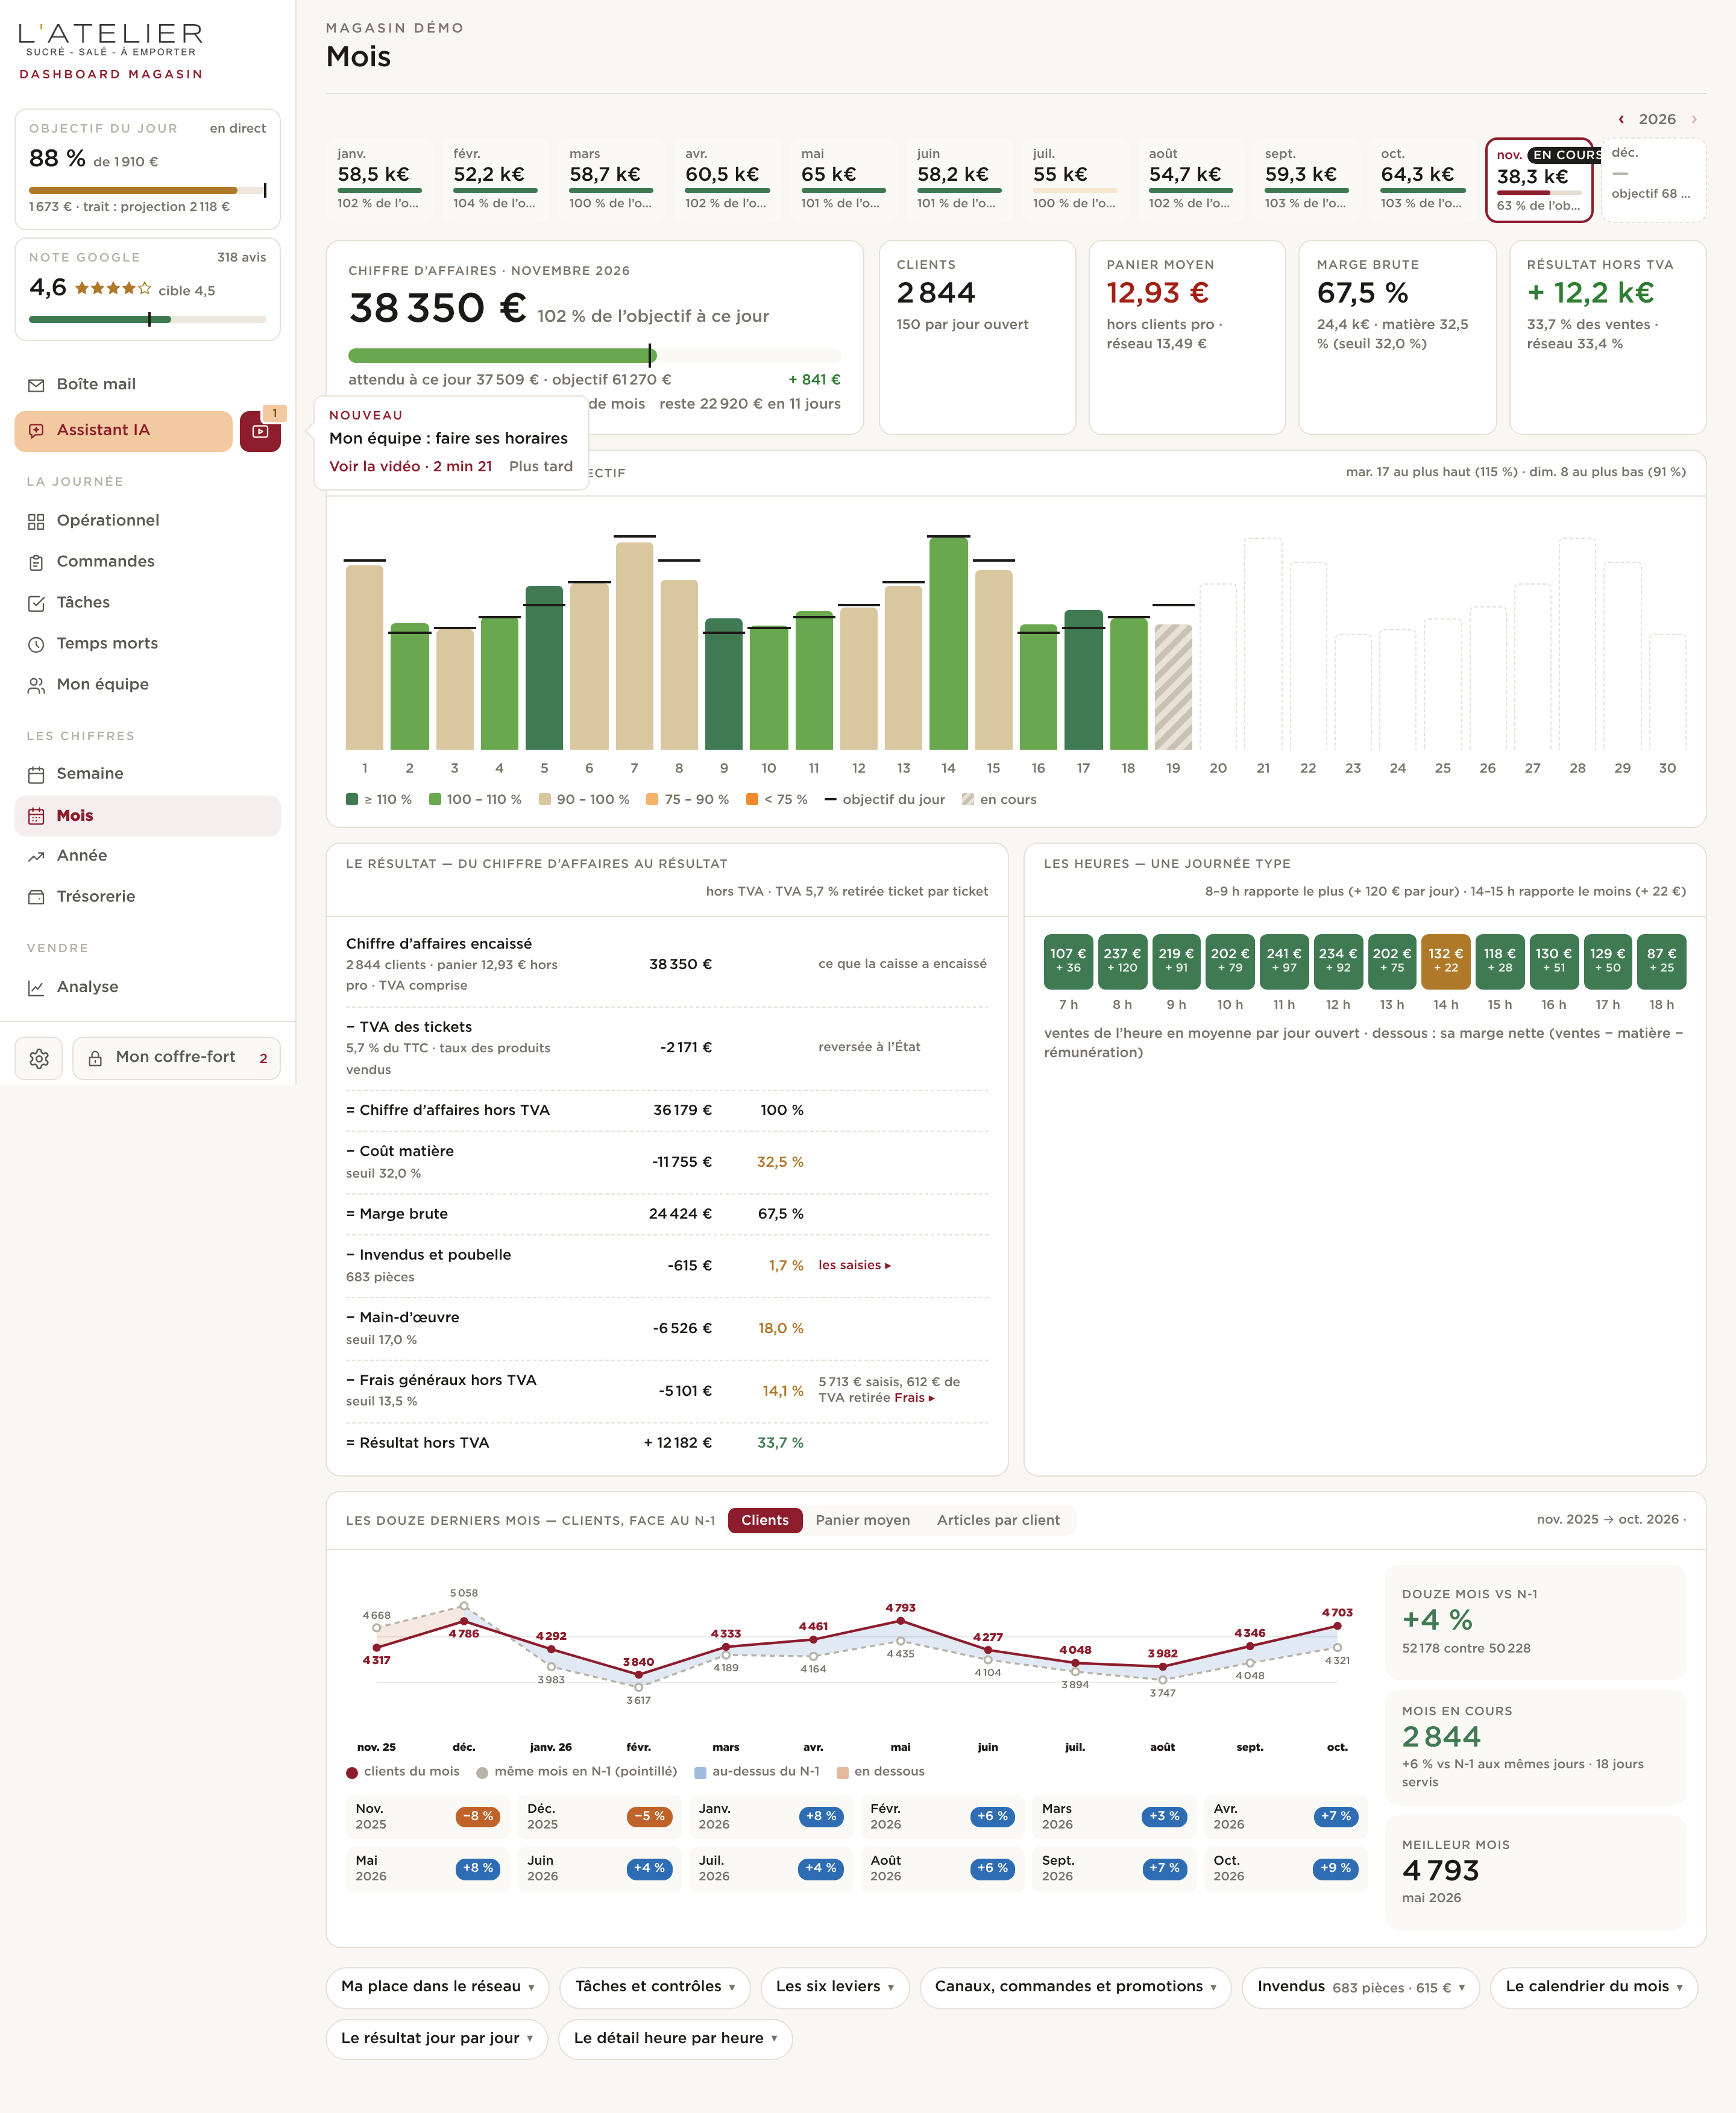 L'ATELIER
SUCRÉ - SALÉ - À EMPORTER
DASHBOARD MAGASIN
OBJECTIF DU JOUR en direct
88 % de 1 910 €
1 673 € · trait : projection 2 118 €
NOTE GOOGLE 318 avis
4,6 cible 4,5
Boîte mail
Assistant IA
1
LA JOURNÉE
Opérationnel
Commandes
Tâches
Temps morts
Mon équipe
LES CHIFFRES
Semaine
Mois
Année
Trésorerie
VENDRE
Analyse
Mon coffre-fort 2
MAGASIN DÉMO
Mois
‹ 2026 ›
janv.
58,5 k€
102 % de l'o…
févr.
52,2 k€
104 % de l'o…
mars
58,7 k€
100 % de l'o…
avr.
60,5 k€
102 % de l'o…
mai
65 k€
101 % de l'o…
juin
58,2 k€
101 % de l'o…
juil.
55 k€
100 % de l'o…
août
54,7 k€
102 % de l'o…
sept.
59,3 k€
103 % de l'o…
oct.
64,3 k€
103 % de l'o…
nov. EN COURS
38,3 k€
63 % de l'ob…
déc.
—
objectif 68 …
CHIFFRE D'AFFAIRES · NOVEMBRE 2026
38 350 € 102 % de l'objectif à ce jour
attendu à ce jour 37 509 € · objectif 61 270 € + 841 €
de mois reste 22 920 € en 11 jours
CLIENTS
2 844
150 par jour ouvert
PANIER MOYEN
12,93 €
hors clients pro ·
réseau 13,49 €
MARGE BRUTE
67,5 %
24,4 k€ · matière 32,5
% (seuil 32,0 %)
RÉSULTAT HORS TVA
+ 12,2 k€
33,7 % des ventes ·
réseau 33,4 %
NOUVEAU
Mon équipe : faire ses horaires
Voir la vidéo · 2 min 21 Plus tard
ECTIF mar. 17 au plus haut (115 %) · dim. 8 au plus bas (91 %)
1 2 3 4 5 6 7 8 9 10 11 12 13 14 15 16 17 18 19 20 21 22 23 24 25 26 27 28 29 30
≥ 110 % 100 – 110 % 90 – 100 % 75 – 90 % < 75 % objectif du jour en cours
LE RÉSULTAT — DU CHIFFRE D'AFFAIRES AU RÉSULTAT
hors TVA · TVA 5,7 % retirée ticket par ticket
Chiffre d'affaires encaissé
2 844 clients · panier 12,93 € hors
pro · TVA comprise
38 350 € ce que la caisse a encaissé
− TVA des tickets
5,7 % du TTC · taux des produits
vendus
-2 171 € reversée à l'État
= Chiffre d'affaires hors TVA 36 179 € 100 %
− Coût matière
seuil 32,0 %
-11 755 € 32,5 %
= Marge brute 24 424 € 67,5 %
− Invendus et poubelle
683 pièces
-615 € 1,7 % les saisies ▸
− Main-d'œuvre
seuil 17,0 %
-6 526 € 18,0 %
− Frais généraux hors TVA
seuil 13,5 %
-5 101 € 14,1 %
5 713 € saisis, 612 € de
TVA retirée Frais ▸
= Résultat hors TVA + 12 182 € 33,7 %
LES HEURES — UNE JOURNÉE TYPE
8–9 h rapporte le plus (+ 120 € par jour) · 14–15 h rapporte le moins (+ 22 €)
107 € 237 € 219 € 202 € 241 € 234 € 202 € 132 € 118 € 130 € 129 € 87 €
+ 36 + 120 + 91 + 79 + 97 + 92 + 75 + 22 + 28 + 51 + 50 + 25
7 h 8 h 9 h 10 h 11 h 12 h 13 h 14 h 15 h 16 h 17 h 18 h
ventes de l'heure en moyenne par jour ouvert · dessous : sa marge nette (ventes − matière −
rémunération)
LES DOUZE DERNIERS MOIS — CLIENTS, FACE AU N-1 Clients Panier moyen Articles par client nov. 2025 → oct. 2026 ·
4 668 5 058 3 983 3 617 4 189 4 164 4 435 4 104 3 894 3 747 4 048 4 321
4 317 4 786 4 292 3 840 4 333 4 461 4 793 4 277 4 048 3 982 4 346 4 703
nov. 25 déc. janv. 26 févr. mars avr. mai juin juil. août sept. oct.
clients du mois même mois en N-1 (pointillé) au-dessus du N-1 en dessous
Nov. 2025 −8 %
Déc. 2025 −5 %
Janv. 2026 +8 %
Févr. 2026 +6 %
Mars 2026 +3 %
Avr. 2026 +7 %
Mai 2026 +8 %
Juin 2026 +4 %
Juil. 2026 +4 %
Août 2026 +6 %
Sept. 2026 +7 %
Oct. 2026 +9 %
DOUZE MOIS VS N-1
+4 %
52 178 contre 50 228
MOIS EN COURS
2 844
+6 % vs N-1 aux mêmes jours · 18 jours
servis
MEILLEUR MOIS
4 793
mai 2026
Ma place dans le réseau ▾ Tâches et contrôles ▾ Les six leviers ▾ Canaux, commandes et promotions ▾ Invendus 683 pièces · 615 € ▾ Le calendrier du mois ▾
Le résultat jour par jour ▾ Le détail heure par heure ▾